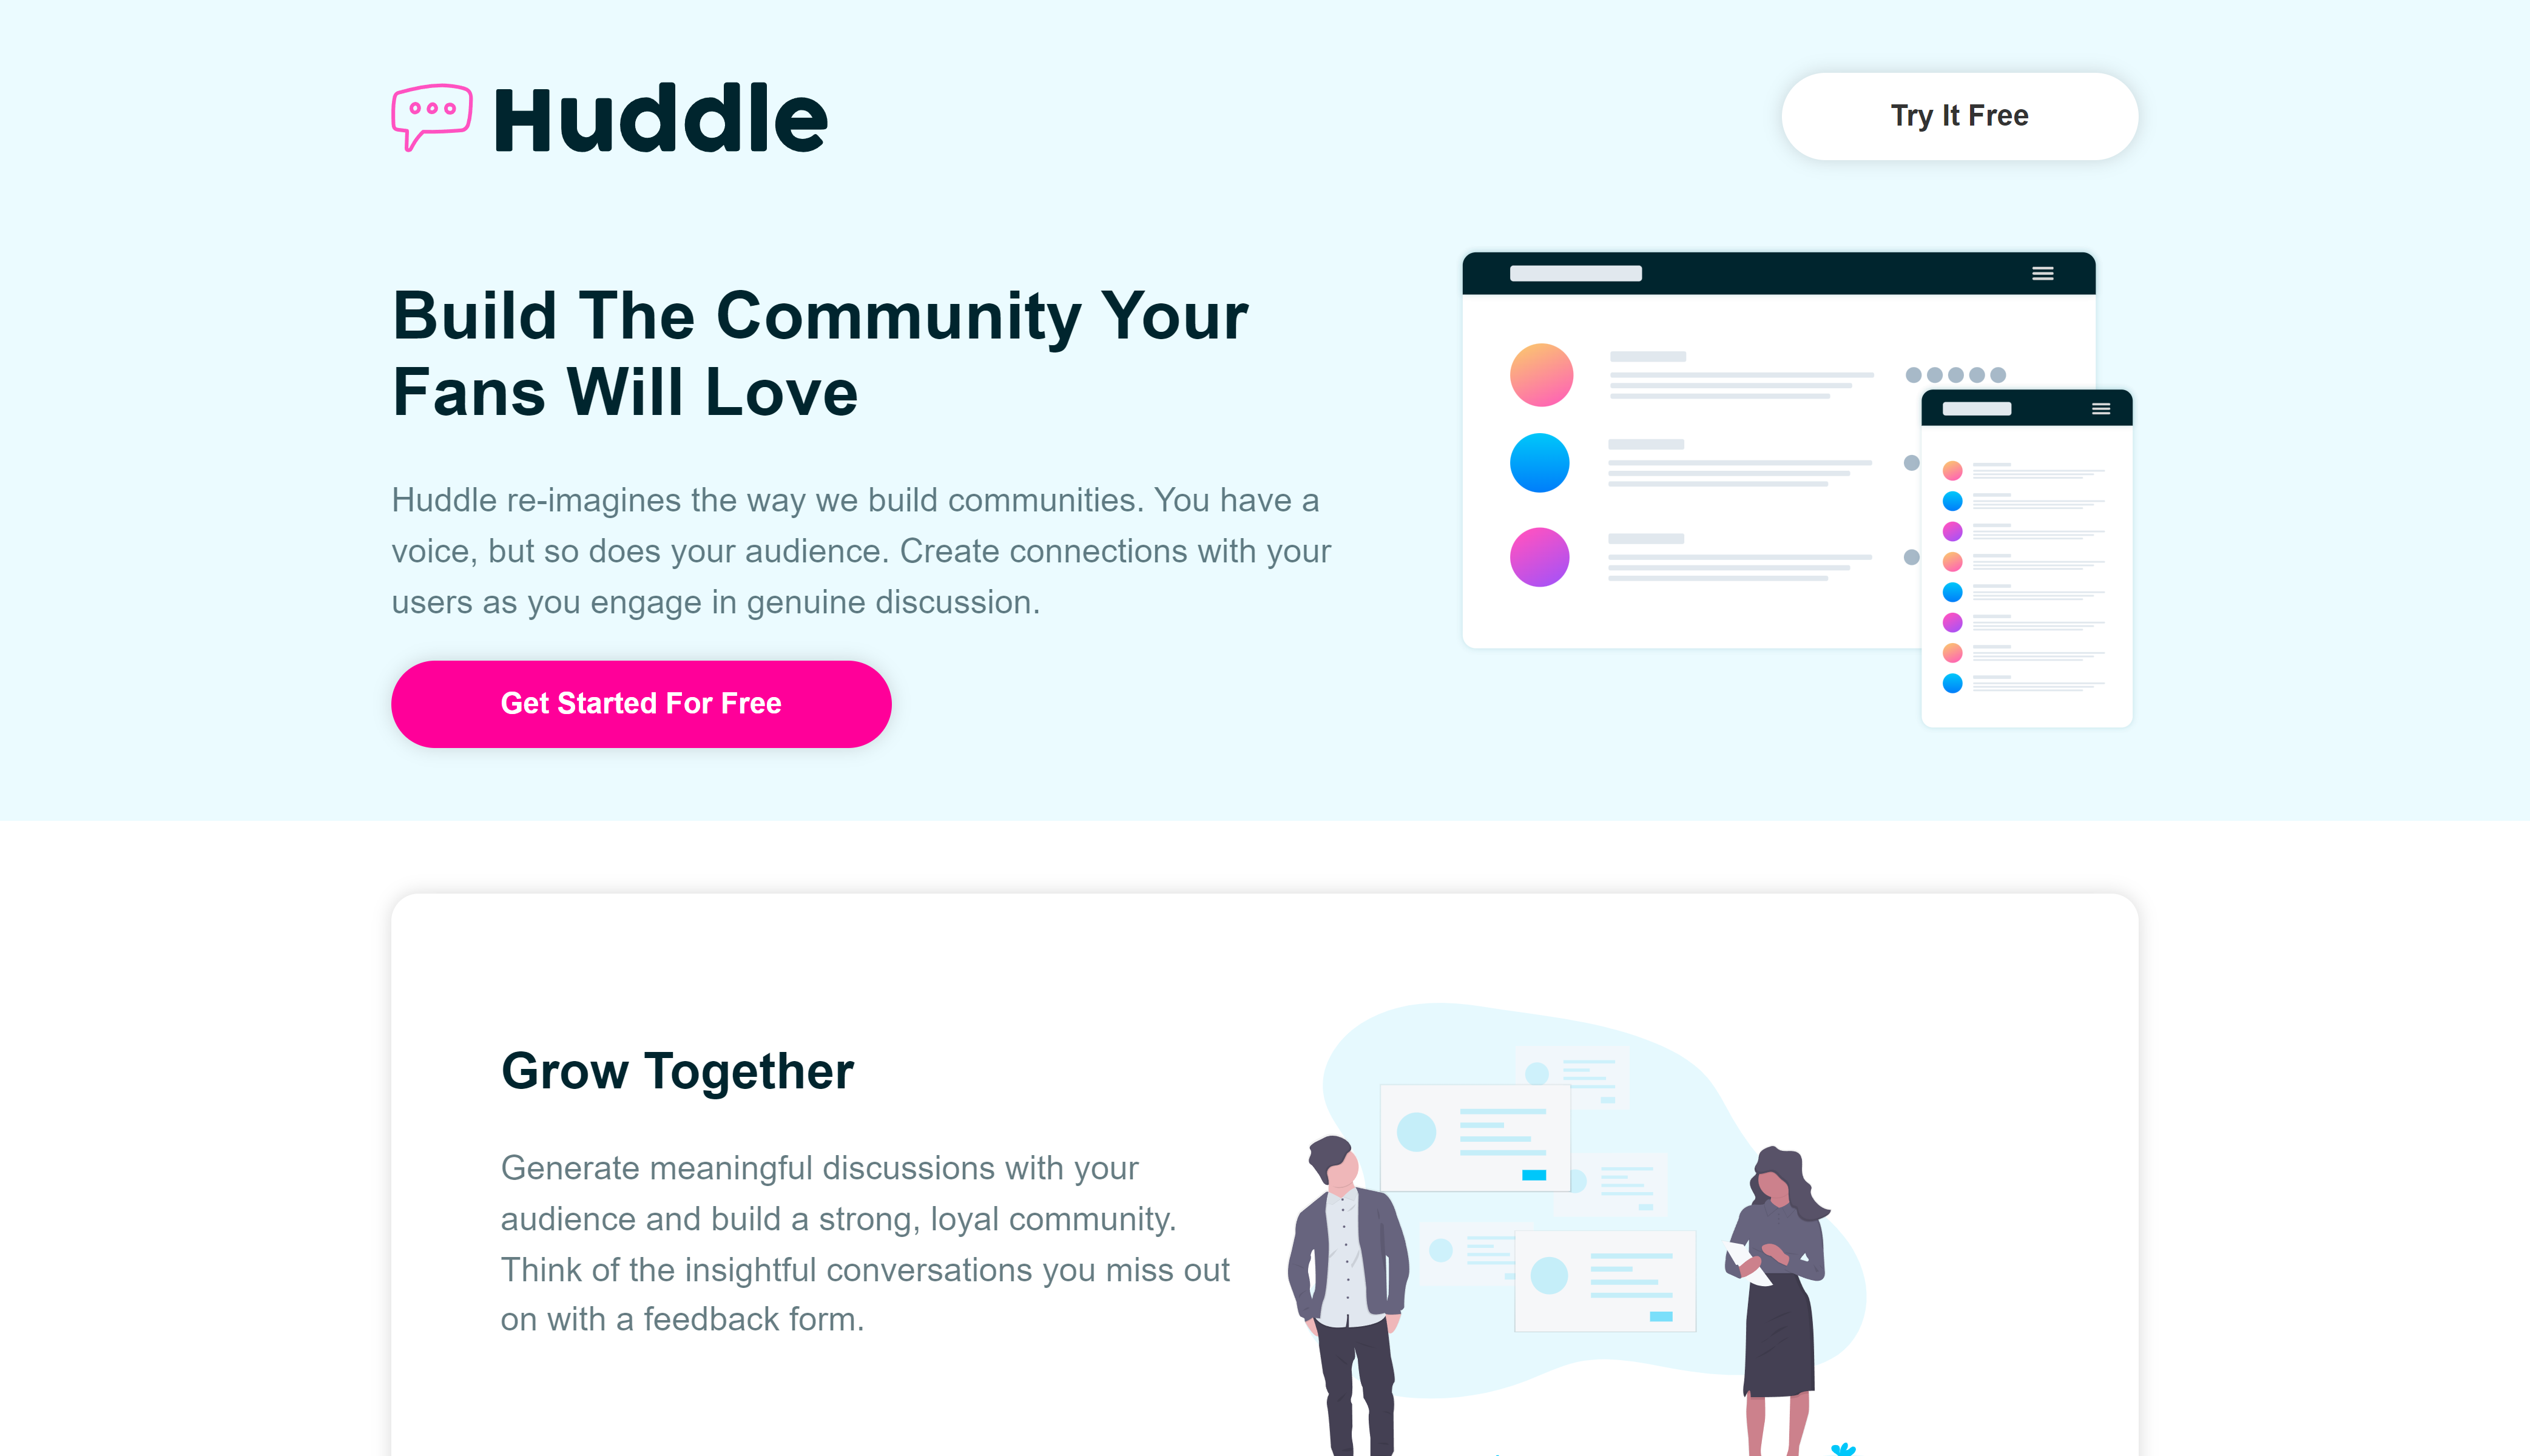 Huddle
Try It Free
Build The Community Your
Fans Will Love
Huddle re-imagines the way we build communities. You have a
voice, but so does your audience. Create connections with your
users as you engage in genuine discussion.
Get Started For Free
Grow Together
Generate meaningful discussions with your
audience and build a strong, loyal community.
Think of the insightful conversations you miss out
on with a feedback form.